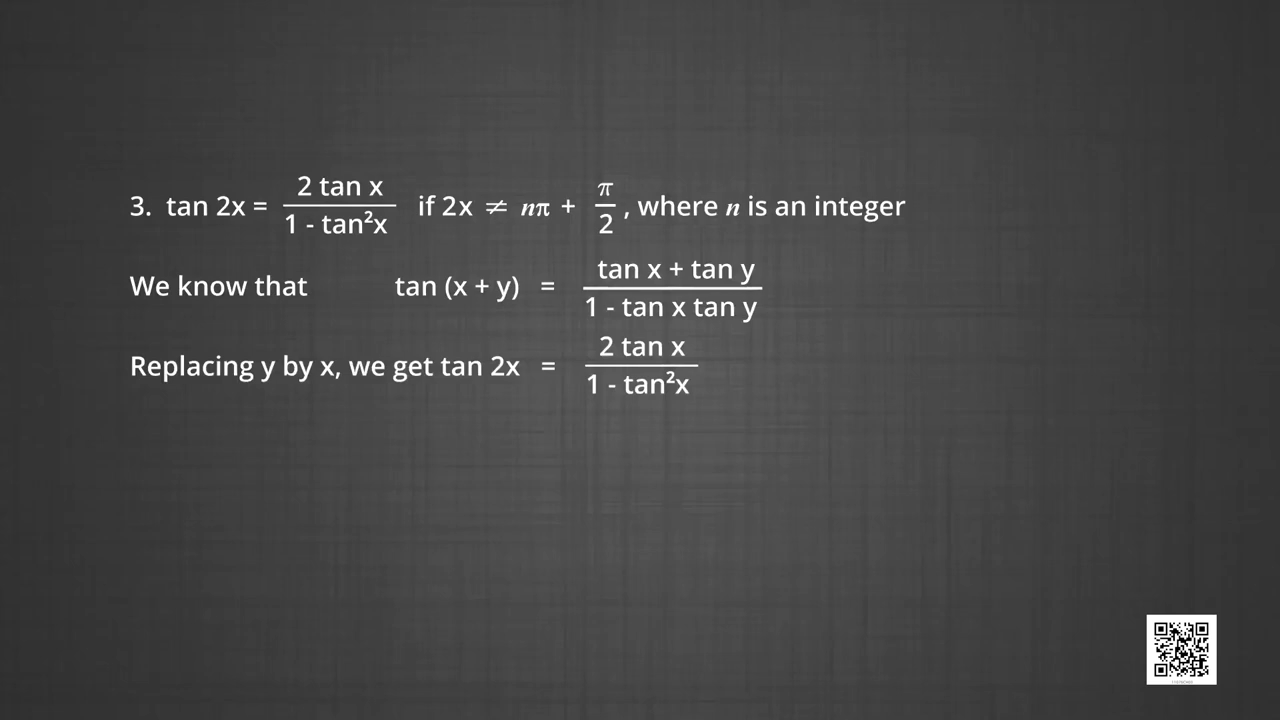 3. tan 2x = 2 tan x / 1 - tan²x if 2x ≠ nπ + π/2, where n is an integer
We know that tan (x + y) = tan x + tan y / 1 - tan x tan y
Replacing y by x, we get tan 2x = 2 tan x / 1 - tan²x